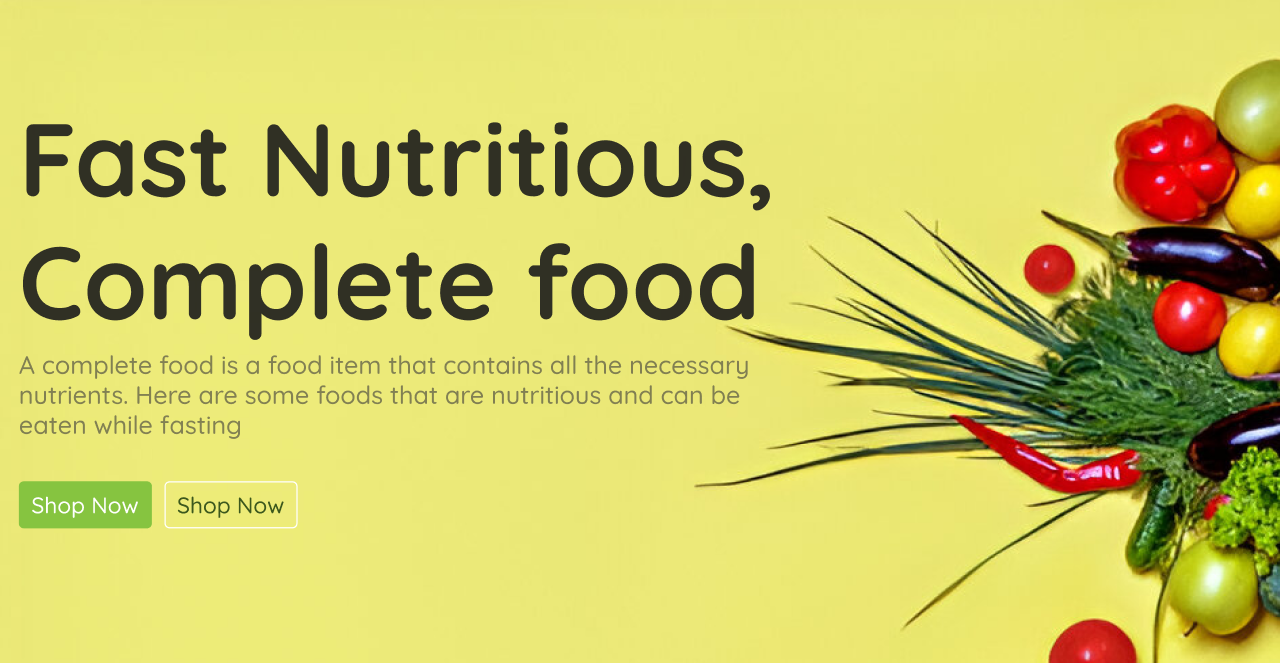 Fast Nutritious,
Complete food
A complete food is a food item that contains all the necessary
nutrients. Here are some foods that are nutritious and can be
eaten while fasting
Shop Now
Shop Now